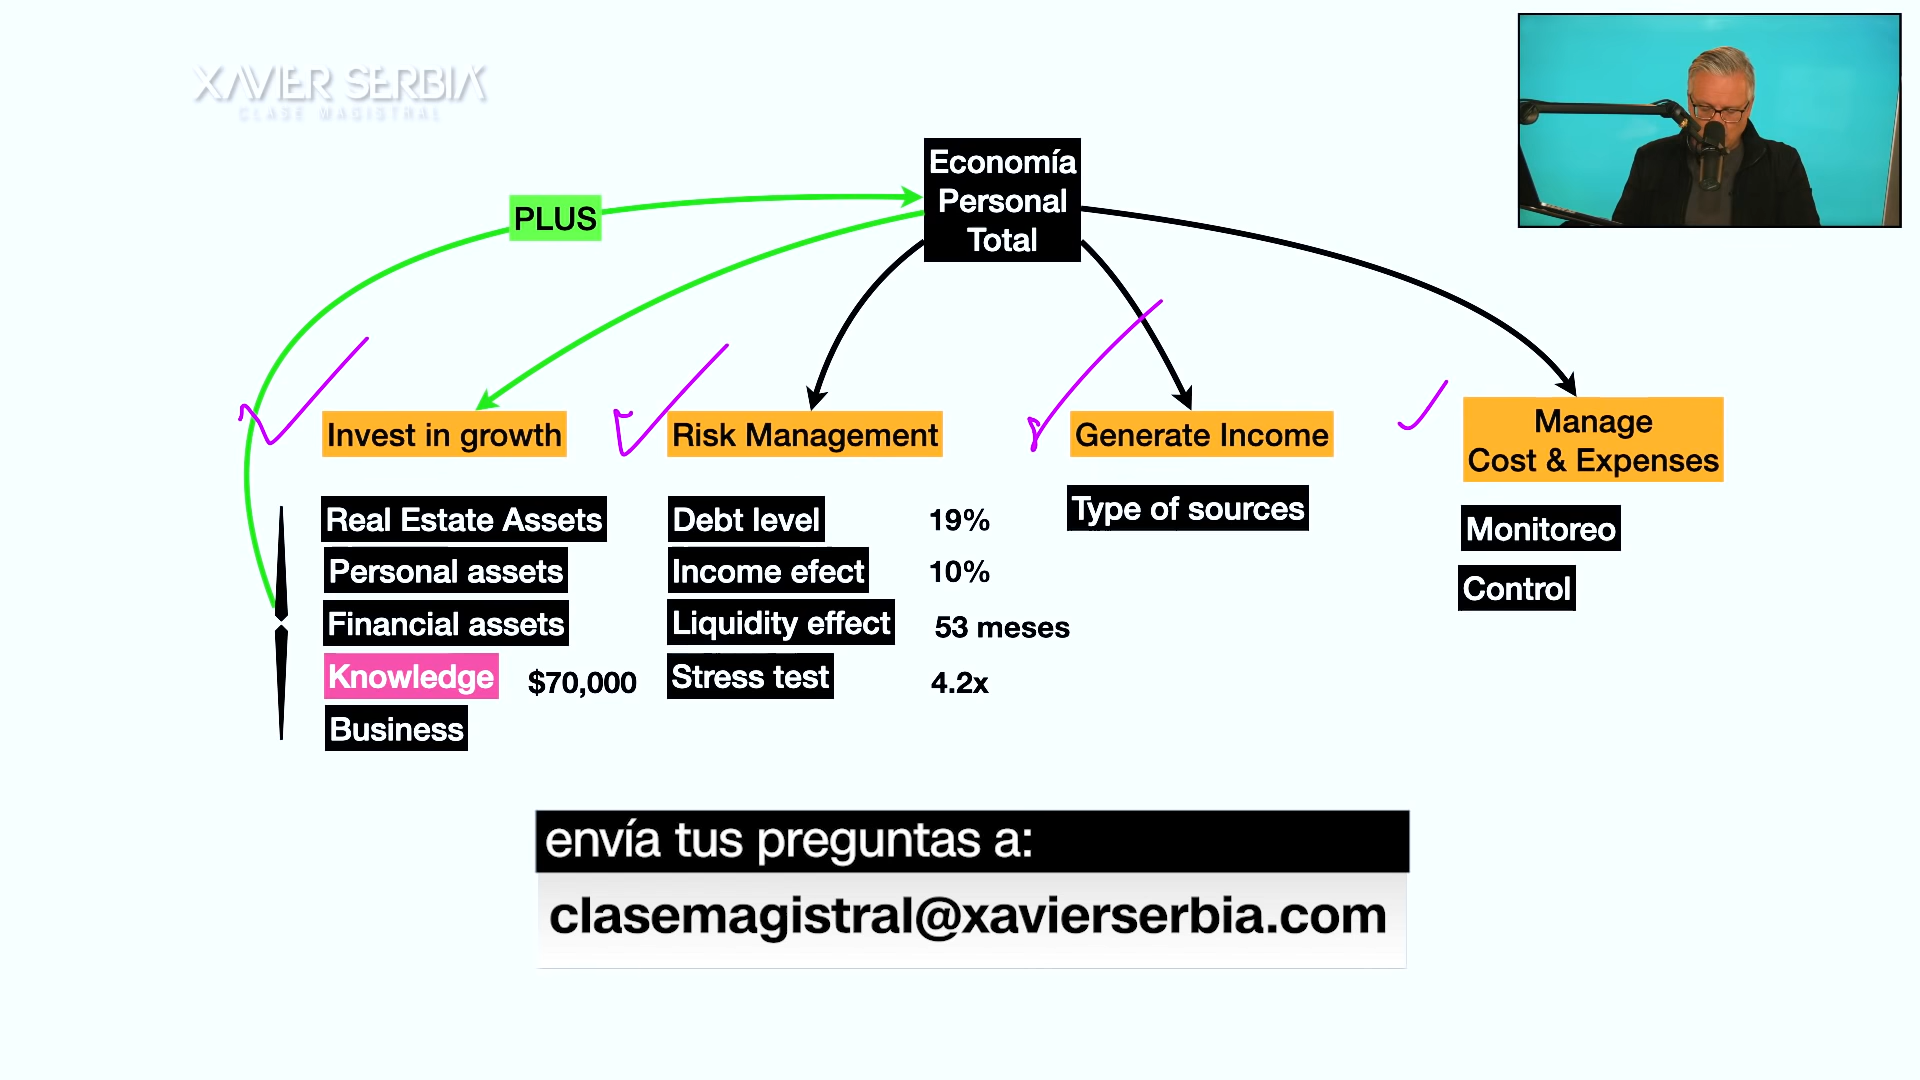 XAVIER SERBIÁ
CLASE MAGISTRAL
Economía
Personal
Total
PLUS
Invest in growth
Real Estate Assets
Personal assets
Financial assets
Knowledge $70,000
Business
Risk Management
Debt level 19%
Income efect 10%
Liquidity effect 53 meses
Stress test 4.2x
Generate Income
Type of sources
Manage
Cost & Expenses
Monitoreo
Control
envía tus preguntas a:
clasemagistral@xavierserbia.com